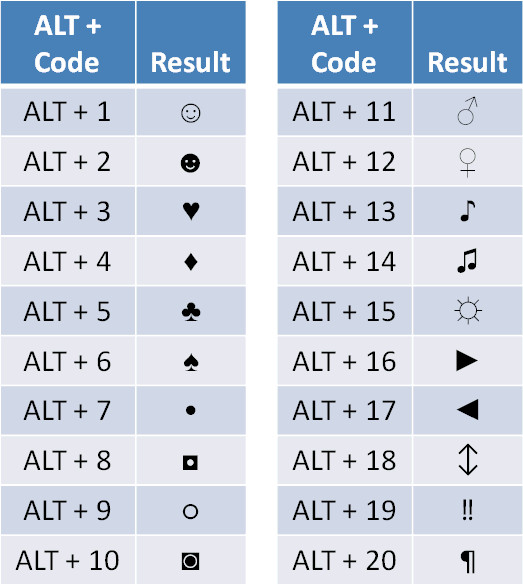 ALT + Code Result
ALT + 1 ☺
ALT + 2 ☻
ALT + 3 ♥
ALT + 4 ♦
ALT + 5 ♣
ALT + 6 ♠
ALT + 7 •
ALT + 8 ◘
ALT + 9 ○
ALT + 10 ◙
ALT + Code Result
ALT + 11 ♂
ALT + 12 ♀
ALT + 13 ♪
ALT + 14 ♫
ALT + 15 ☼
ALT + 16 ►
ALT + 17 ◄
ALT + 18 ↕
ALT + 19 ‼
ALT + 20 ¶